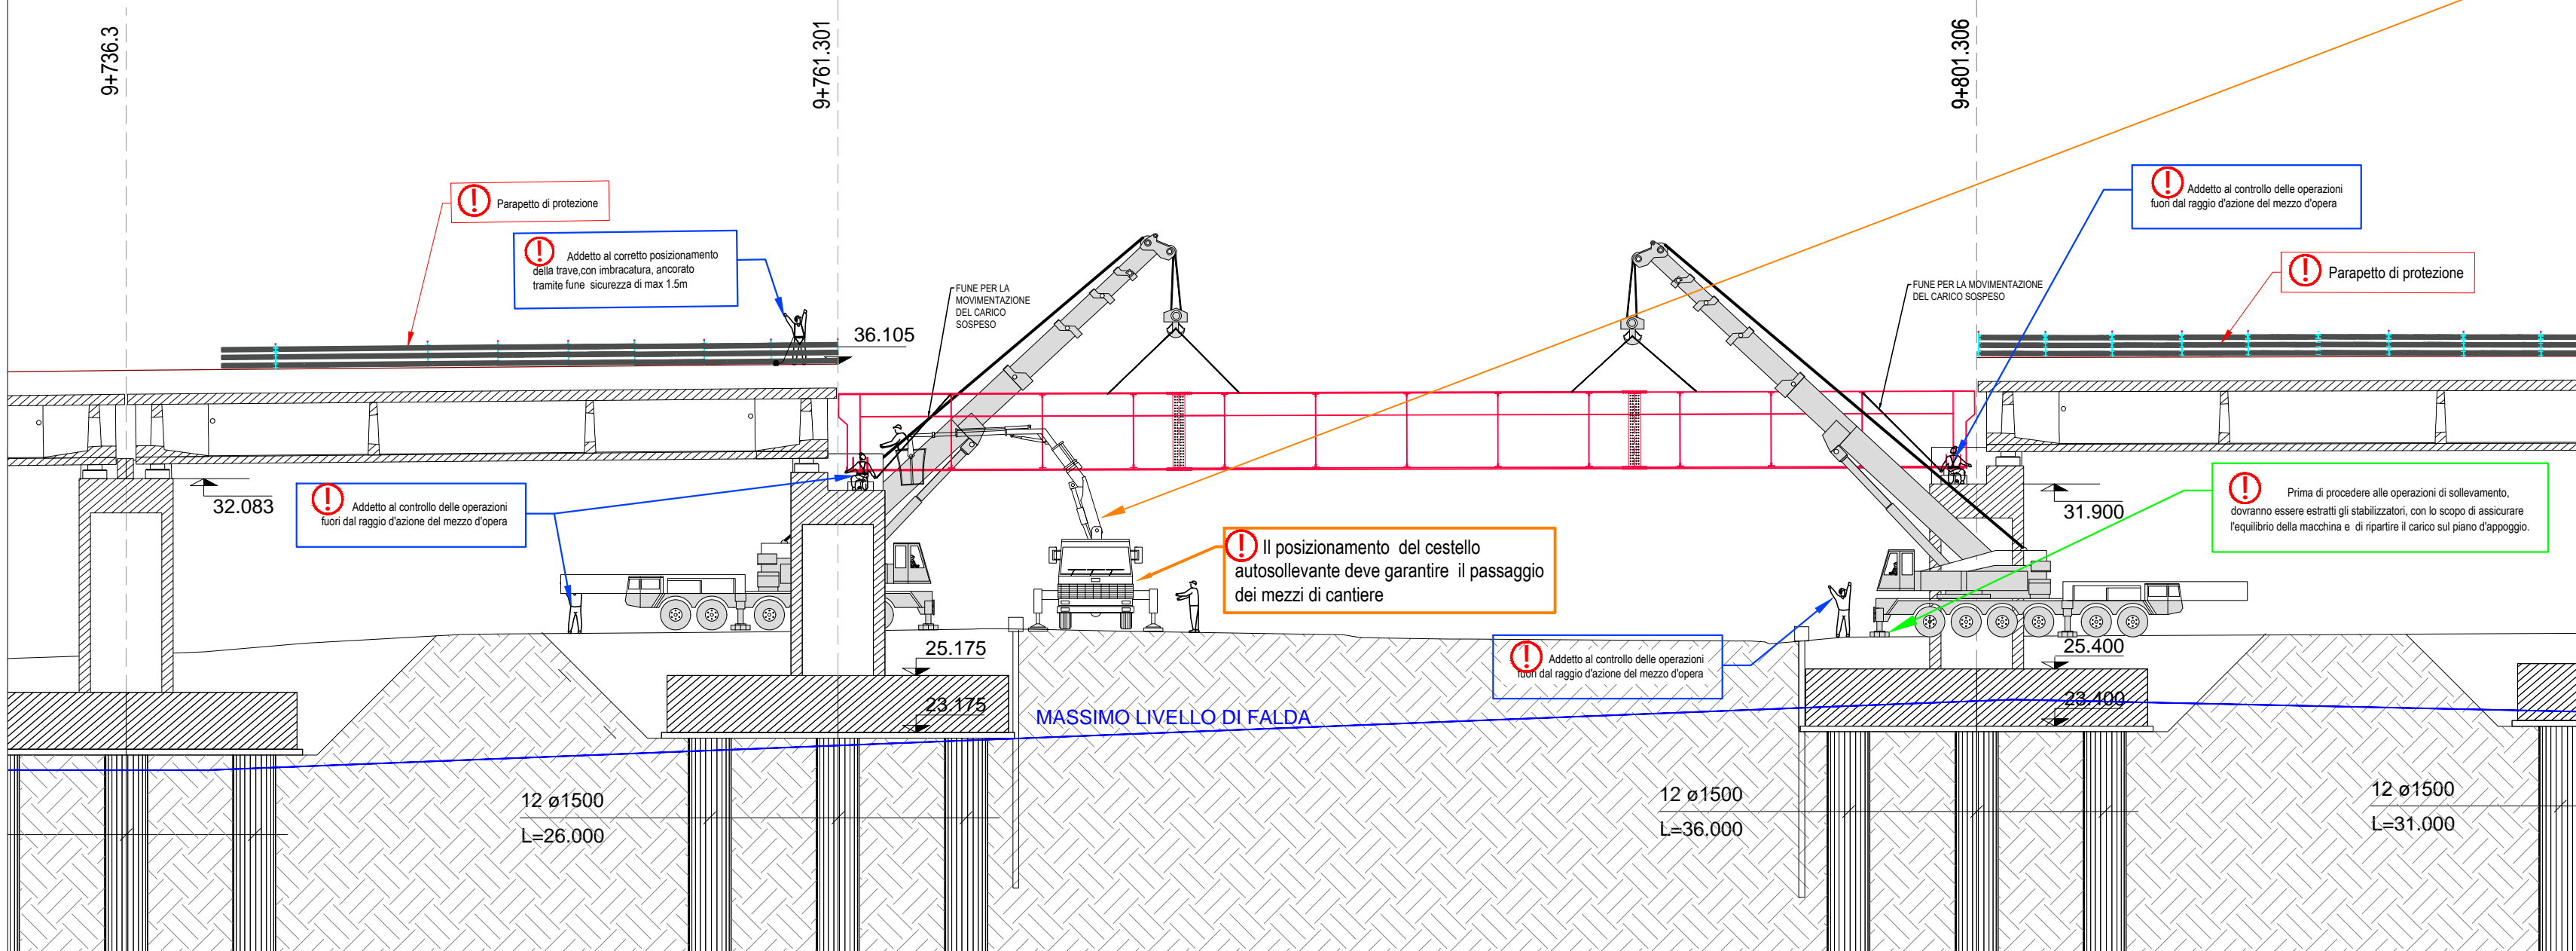 9+736.3
9+761.301
9+801.306
Parapetto di protezione
Addetto al corretto posizionamento
della trave,con imbracatura, ancorato
tramite fune sicurezza di max 1.5m
FUNE PER LA
MOVIMENTAZIONE
DEL CARICO
SOSPESO
36.105
FUNE PER LA MOVIMENTAZIONE
DEL CARICO SOSPESO
Addetto al controllo delle operazioni
fuori dal raggio d'azione del mezzo d'opera
Parapetto di protezione
32.083
Addetto al controllo delle operazioni
fuori dal raggio d'azione del mezzo d'opera
Il posizionamento del cestello
autosollevante deve garantire il passaggio
dei mezzi di cantiere
31.900
Prima di procedere alle operazioni di sollevamento,
dovranno essere estratti gli stabilizzatori, con lo scopo di assicurare
l'equilibrio della macchina e di ripartire il carico sul piano d'appoggio.
25.175
23.175
Addetto al controllo delle operazioni
fuori dal raggio d'azione del mezzo d'opera
25.400
23.400
MASSIMO LIVELLO DI FALDA
12 ø1500
L=26.000
12 ø1500
L=36.000
12 ø1500
L=31.000